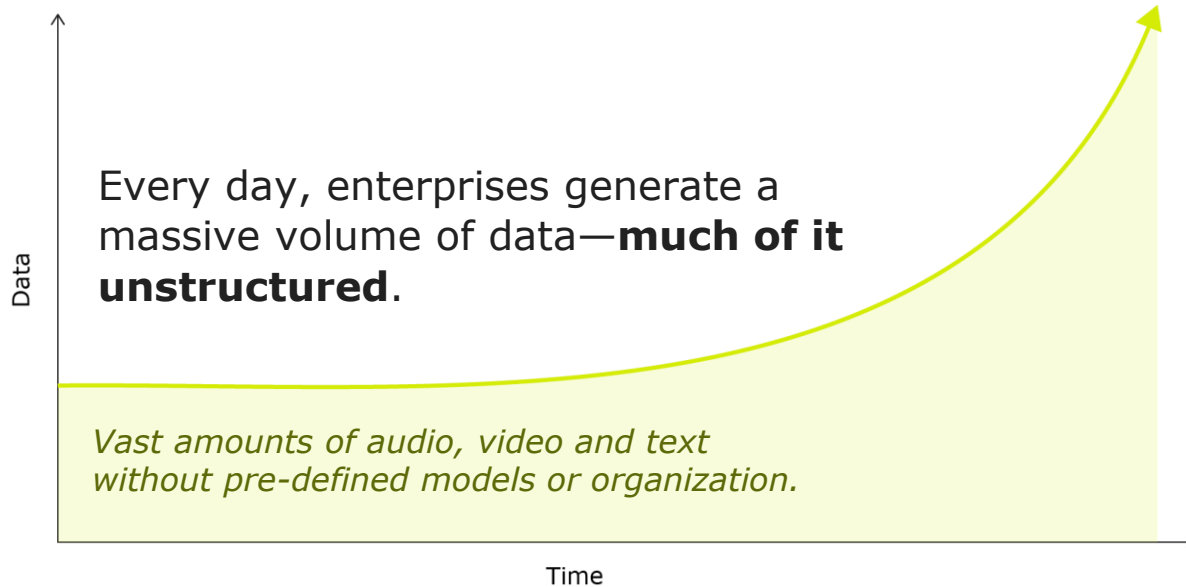 Every day, enterprises generate a
massive volume of data—much of it
unstructured.
Data
Vast amounts of audio, video and text
without pre-defined models or organization.
Time